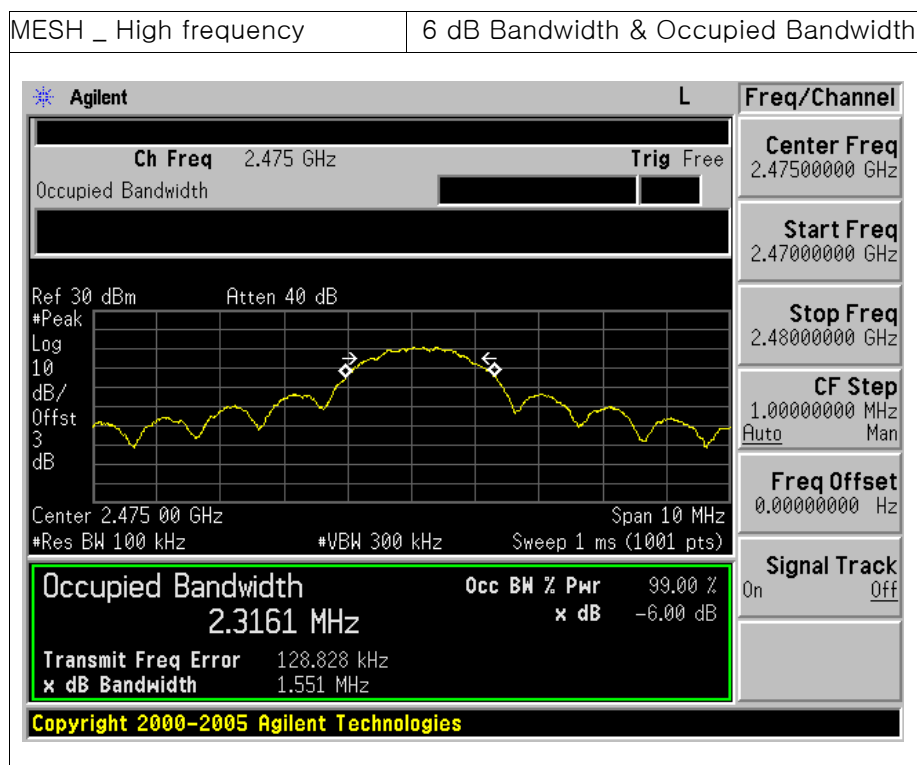 MESH _ High frequency
6 dB Bandwidth & Occupied Bandwidth
Agilent
L
Freq/Channel
Ch Freq 2.475 GHz
Trig Free
Occupied Bandwidth
Center Freq
2.47500000 GHz
Start Freq
2.47000000 GHz
Stop Freq
2.48000000 GHz
CF Step
1.00000000 MHz
Auto Man
Freq Offset
0.00000000 Hz
Signal Track
On Off
Ref 30 dBm Atten 40 dB
#Peak
Log
10
dB/
Offst
3
dB
Center 2.475 00 GHz Span 10 MHz
#Res BW 100 kHz #VBW 300 kHz Sweep 1 ms (1001 pts)
Occupied Bandwidth
2.3161 MHz
Occ BW % Pwr 99.00 %
x dB -6.00 dB
Transmit Freq Error 128.828 kHz
x dB Bandwidth 1.551 MHz
Copyright 2000-2005 Agilent Technologies